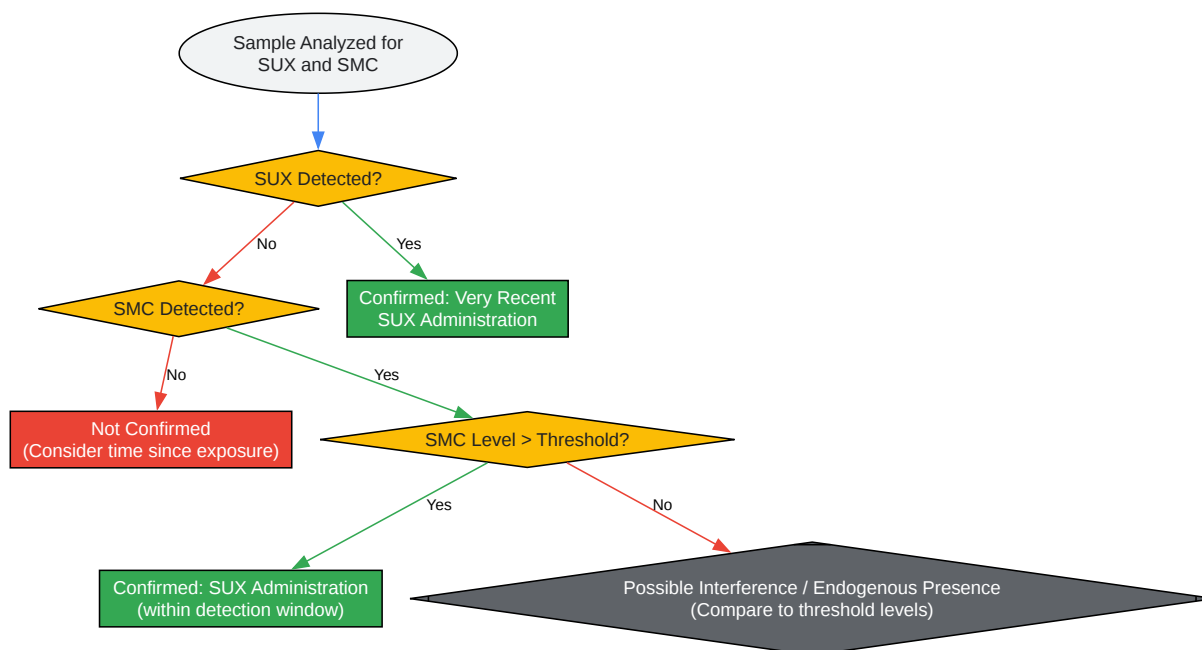 Sample Analyzed for
SUX and SMC
SUX Detected?
No
Yes
SMC Detected?
Confirmed: Very Recent
SUX Administration
No
Yes
Not Confirmed
(Consider time since exposure)
SMC Level > Threshold?
Yes
No
Confirmed: SUX Administration
(within detection window)
Possible Interference / Endogenous Presence
(Compare to threshold levels)